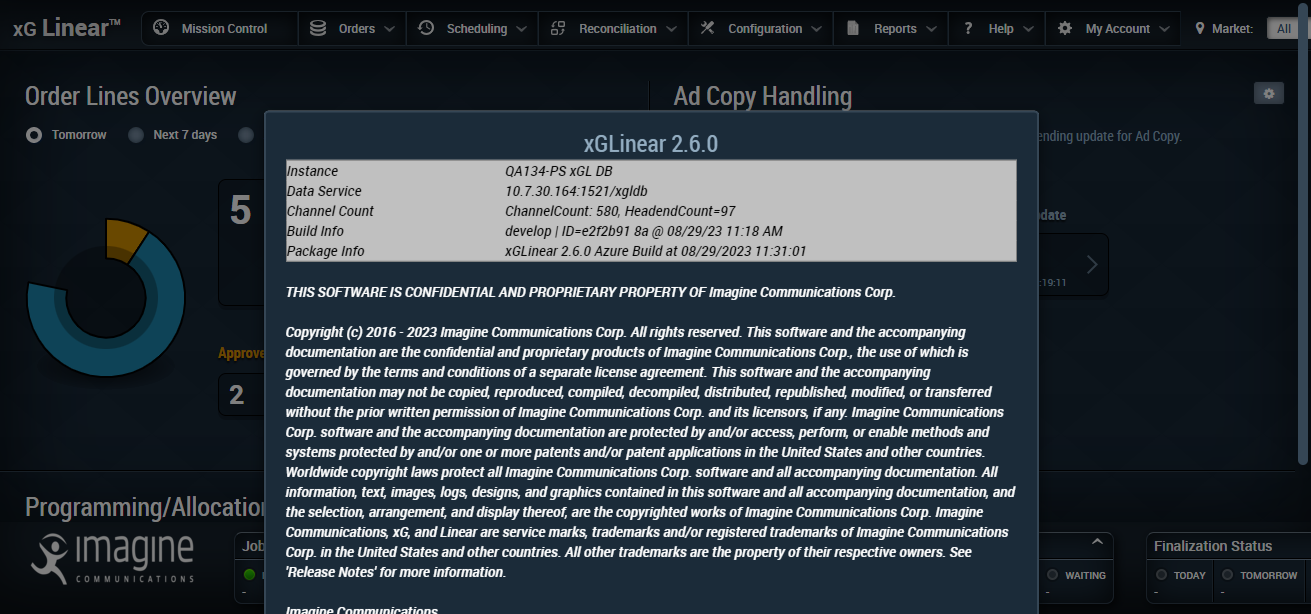 xG Linear™
Mission Control
Orders
Scheduling
Reconciliation
Configuration
Reports
? Help
My Account
Market:
All
Order Lines Overview
Ad Copy Handling
Tomorrow
Next 7 days
ending update for Ad Copy.
5
:19:11
2
xGLinear 2.6.0
Instance QA134-PS xGL DB
Data Service 10.7.30.164:1521/xgldb
Channel Count ChannelCount: 580, HeadendCount=97
Build Info develop | ID=e2f2b91 8a @ 08/29/23 11:18 AM
Package Info xGLinear 2.6.0 Azure Build at 08/29/2023 11:31:01
THIS SOFTWARE IS CONFIDENTIAL AND PROPRIETARY PROPERTY OF Imagine Communications Corp.
Copyright (c) 2016 - 2023 Imagine Communications Corp. All rights reserved. This software and the accompanying
documentation are the confidential and proprietary products of Imagine Communications Corp., the use of which is
governed by the terms and conditions of a separate license agreement. This software and the accompanying
documentation may not be copied, reproduced, compiled, decompiled, distributed, republished, modified, or transferred
without the prior written permission of Imagine Communications Corp. and its licensors, if any. Imagine Communications
Corp. software and the accompanying documentation are protected by and/or access, perform, or enable methods and
systems protected by and/or one or more patents and/or patent applications in the United States and other countries.
Worldwide copyright laws protect all Imagine Communications Corp. software and all accompanying documentation. All
information, text, images, logs, designs, and graphics contained in this software and all accompanying documentation, and
the selection, arrangement, and display thereof, are the copyrighted works of Imagine Communications Corp. Imagine
Communications, xG, and Linear are service marks, trademarks and/or registered trademarks of Imagine Communications
Corp. in the United States and other countries. All other trademarks are the property of their respective owners. See
'Release Notes' for more information.
Imagine Communications
Programming/Allocation
imagine
COMMUNICATIONS
Job
-
WAITING
-
Finalization Status
TODAY
-
TOMORROW
-